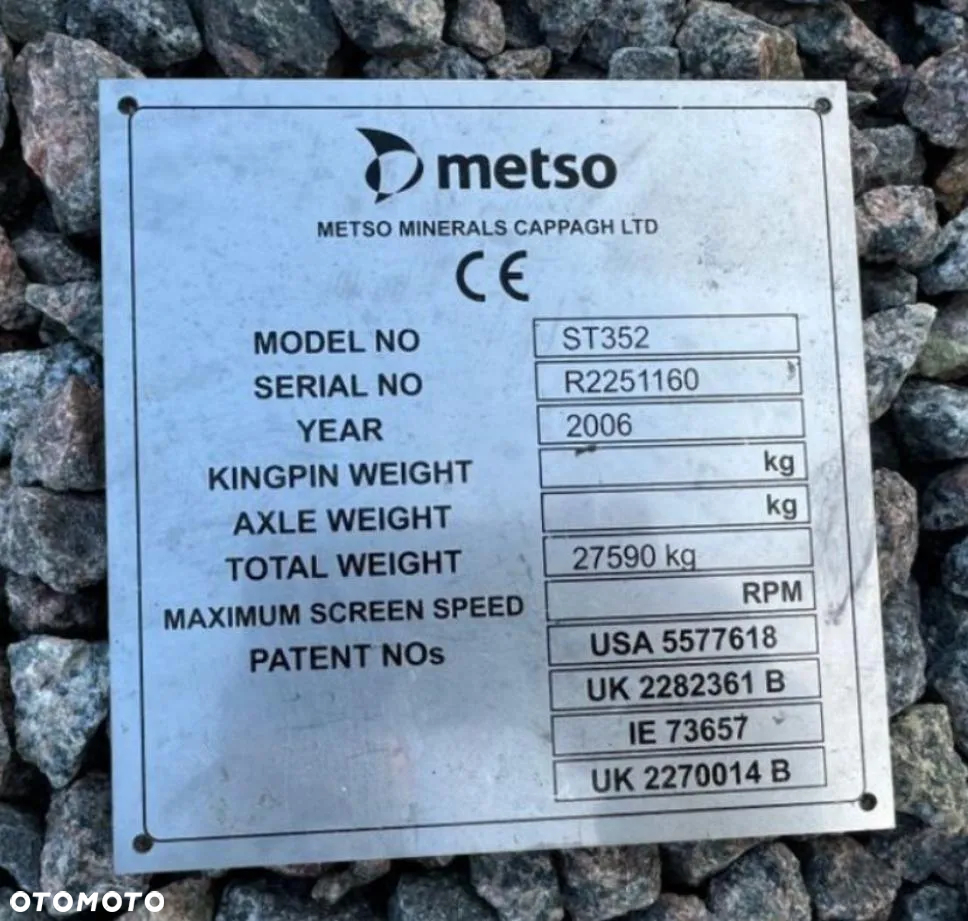 metso
METSO MINERALS CAPPAGH LTD
CE
MODEL NO ST352
SERIAL NO R2251160
YEAR 2006
KINGPIN WEIGHT kg
AXLE WEIGHT kg
TOTAL WEIGHT 27590 kg
MAXIMUM SCREEN SPEED RPM
PATENT NOs USA 5577618
UK 2282361 B
IE 73657
UK 2270014 B
OTOMOTO